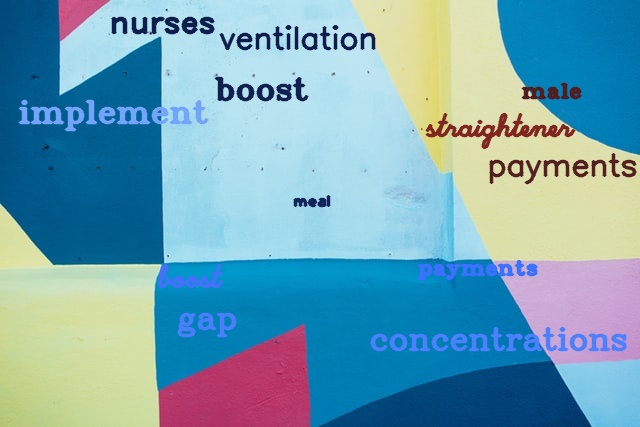 nurses
ventilation
boost
male
implement
straightener
payments
meal
boost
payments
gap
concentrations